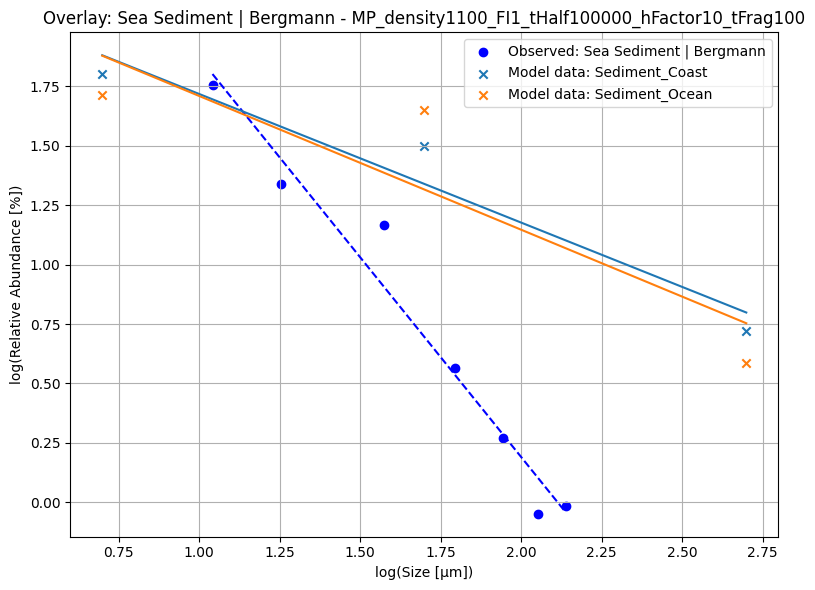 Overlay: Sea Sediment | Bergmann - MP_density1100_FI1_tHalf100000_hFactor10_tFrag100
Observed: Sea Sediment | Bergmann
Model data: Sediment_Coast
Model data: Sediment_Ocean
log(Relative Abundance [%])
1.75
1.50
1.25
1.00
0.75
0.50
0.25
0.00
0.75 1.00 1.25 1.50 1.75 2.00 2.25 2.50 2.75
log(Size [μm])